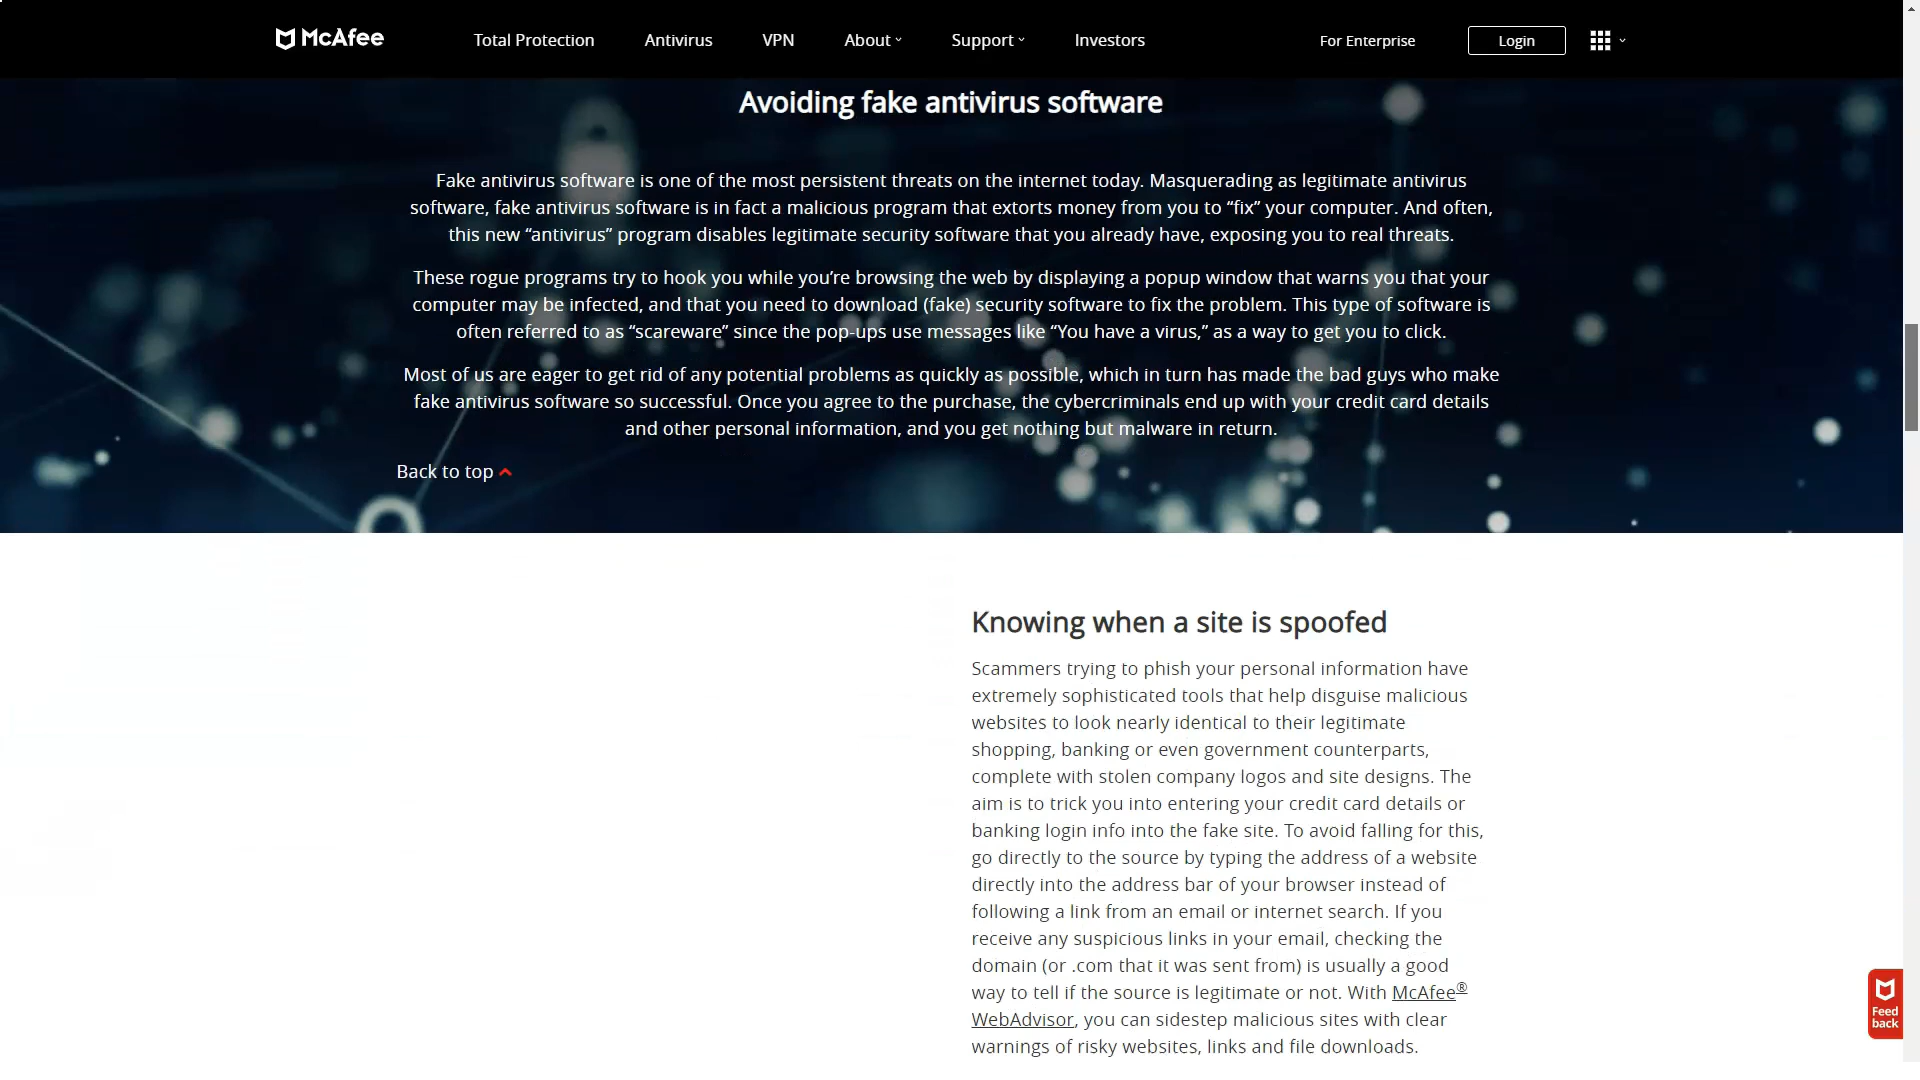 McAfee
Total Protection
Antivirus
VPN
About
Support
Investors
For Enterprise
Login
Avoiding fake antivirus software
Fake antivirus software is one of the most persistent threats on the internet today. Masquerading as legitimate antivirus
software, fake antivirus software is in fact a malicious program that extorts money from you to “fix” your computer. And often,
this new “antivirus” program disables legitimate security software that you already have, exposing you to real threats.
These rogue programs try to hook you while you’re browsing the web by displaying a popup window that warns you that your
computer may be infected, and that you need to download (fake) security software to fix the problem. This type of software is
often referred to as “scareware” since the pop-ups use messages like “You have a virus,” as a way to get you to click.
Most of us are eager to get rid of any potential problems as quickly as possible, which in turn has made the bad guys who make
fake antivirus software so successful. Once you agree to the purchase, the cybercriminals end up with your credit card details
and other personal information, and you get nothing but malware in return.
Back to top
Knowing when a site is spoofed
Scammers trying to phish your personal information have
extremely sophisticated tools that help disguise malicious
websites to look nearly identical to their legitimate
shopping, banking or even government counterparts,
complete with stolen company logos and site designs. The
aim is to trick you into entering your credit card details or
banking login info into the fake site. To avoid falling for this,
go directly to the source by typing the address of a website
directly into the address bar of your browser instead of
following a link from an email or internet search. If you
receive any suspicious links in your email, checking the
domain (or .com that it was sent from) is usually a good
way to tell if the source is legitimate or not. With McAfee®
WebAdvisor, you can sidestep malicious sites with clear
warnings of risky websites, links and file downloads.
Feed
back